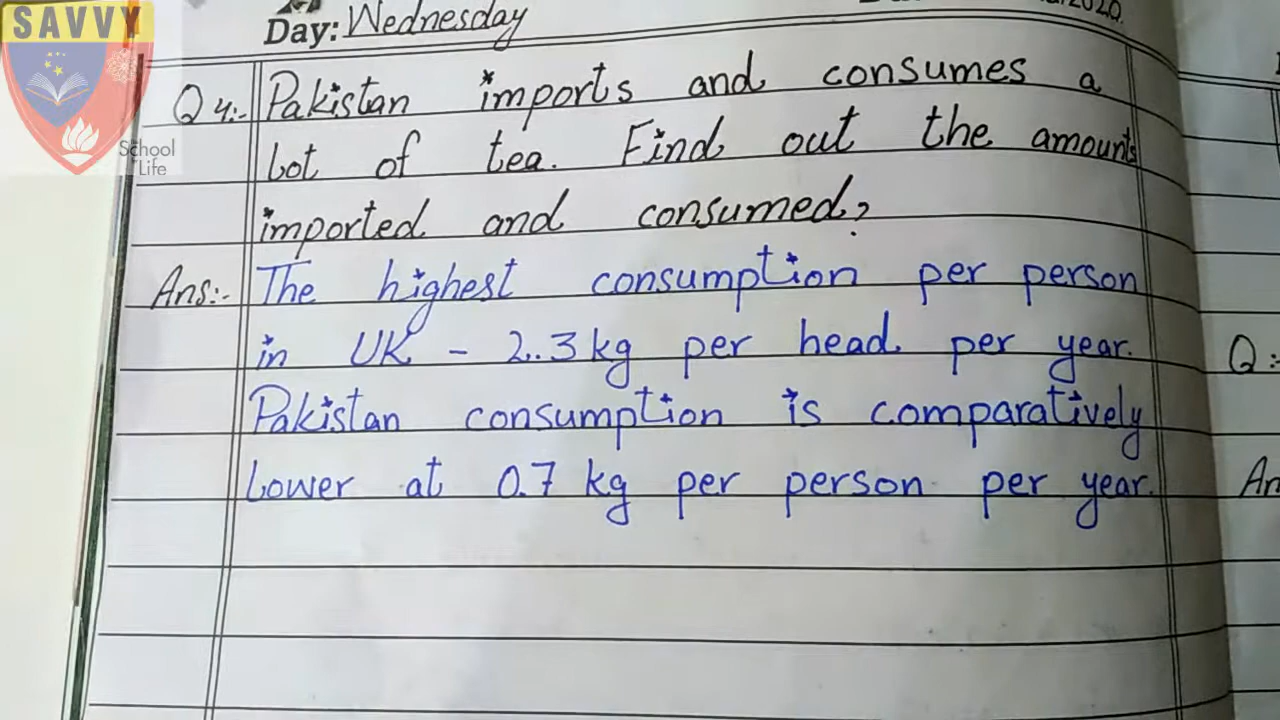 SAVVY
School
Life
Day: Wednesday
2020.
Q 4:- Pakistan imports and consumes a
lot of tea. Find out the amounts
imported and consumed?
Ans:- The highest consumption per person
in UK - 2.3 kg per head per year.
Pakistan consumption is comparatively
lower at 0.7 kg per person per year.
Q:-
An